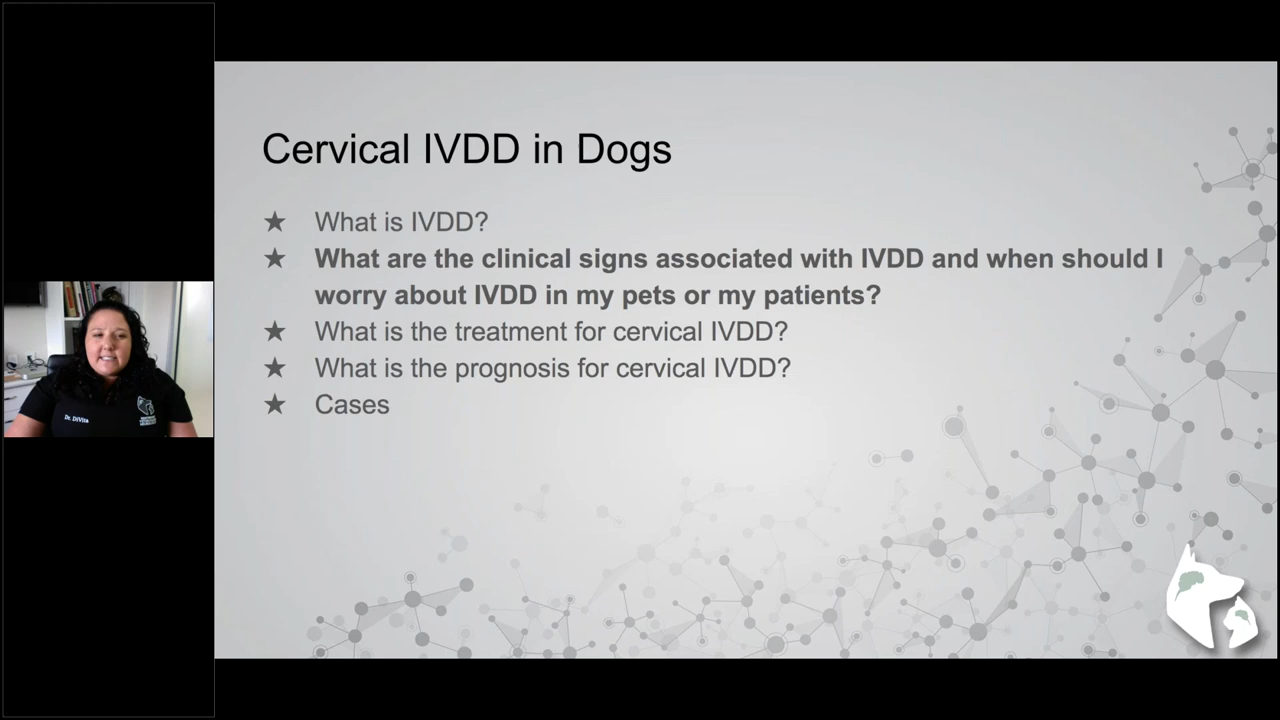 Cervical IVDD in Dogs
★ What is IVDD?
★ What are the clinical signs associated with IVDD and when should I
worry about IVDD in my pets or my patients?
★ What is the treatment for cervical IVDD?
★ What is the prognosis for cervical IVDD?
★ Cases
Dr. DiVita